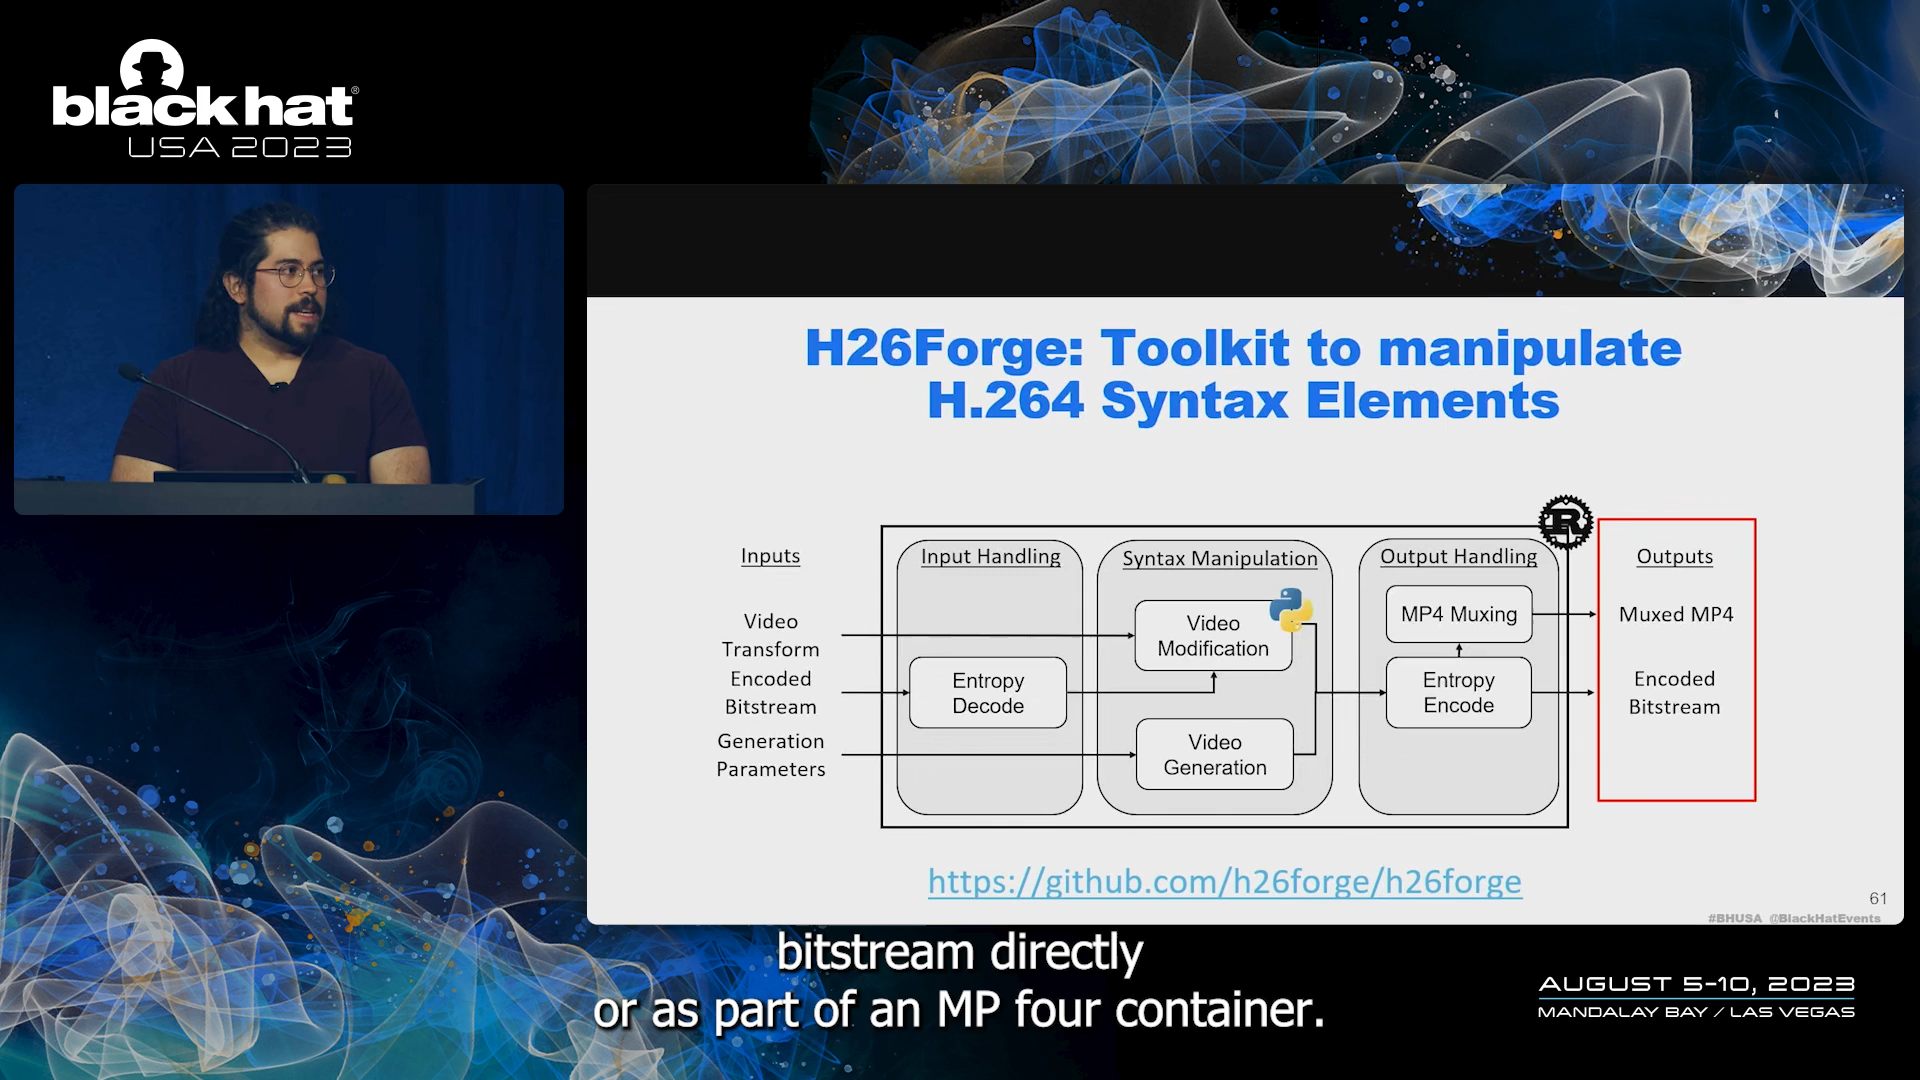 black hat®
USA 2023
H26Forge: Toolkit to manipulate
H.264 Syntax Elements
Inputs
Video
Transform
Encoded
Bitstream
Generation
Parameters
Input Handling
Entropy
Decode
Syntax Manipulation
Video
Modification
Video
Generation
Output Handling
MP4 Muxing
Entropy
Encode
R
Outputs
Muxed MP4
Encoded
Bitstream
https://github.com/h26forge/h26forge
61
#BHUSA @BlackHatEvents
bitstream directly
or as part of an MP four container.
AUGUST 5-10, 2023
MANDALAY BAY / LAS VEGAS